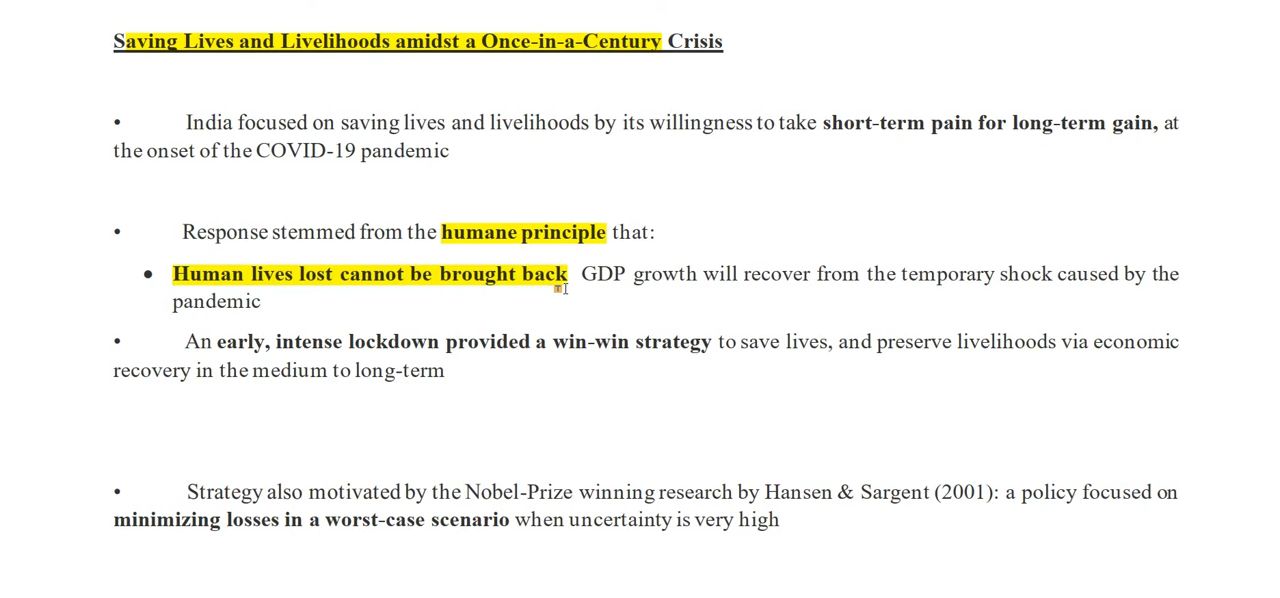 Saving Lives and Livelihoods amidst a Once-in-a-Century Crisis
• India focused on saving lives and livelihoods by its willingness to take short-term pain for long-term gain, at
the onset of the COVID-19 pandemic
• Response stemmed from the humane principle that:
• Human lives lost cannot be brought back GDP growth will recover from the temporary shock caused by the
pandemic
• An early, intense lockdown provided a win-win strategy to save lives, and preserve livelihoods via economic
recovery in the medium to long-term
• Strategy also motivated by the Nobel-Prize winning research by Hansen & Sargent (2001): a policy focused on
minimizing losses in a worst-case scenario when uncertainty is very high